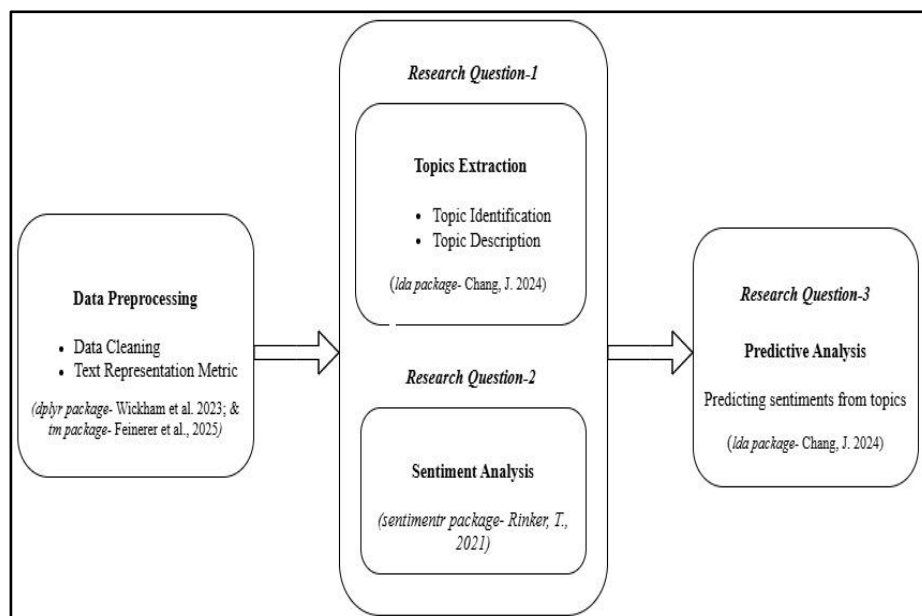 Data Preprocessing
• Data Cleaning
• Text Representation Metric
(dplyr package- Wickham et al. 2023; &
tm package- Feinerer et al., 2025)
Research Question-1
Topics Extraction
• Topic Identification
• Topic Description
(lda package- Chang, J. 2024)
Research Question-2
Sentiment Analysis
(sentimentr package- Rinker, T.,
2021)
Research Question-3
Predictive Analysis
Predicting sentiments from topics
(lda package- Chang, J. 2024)